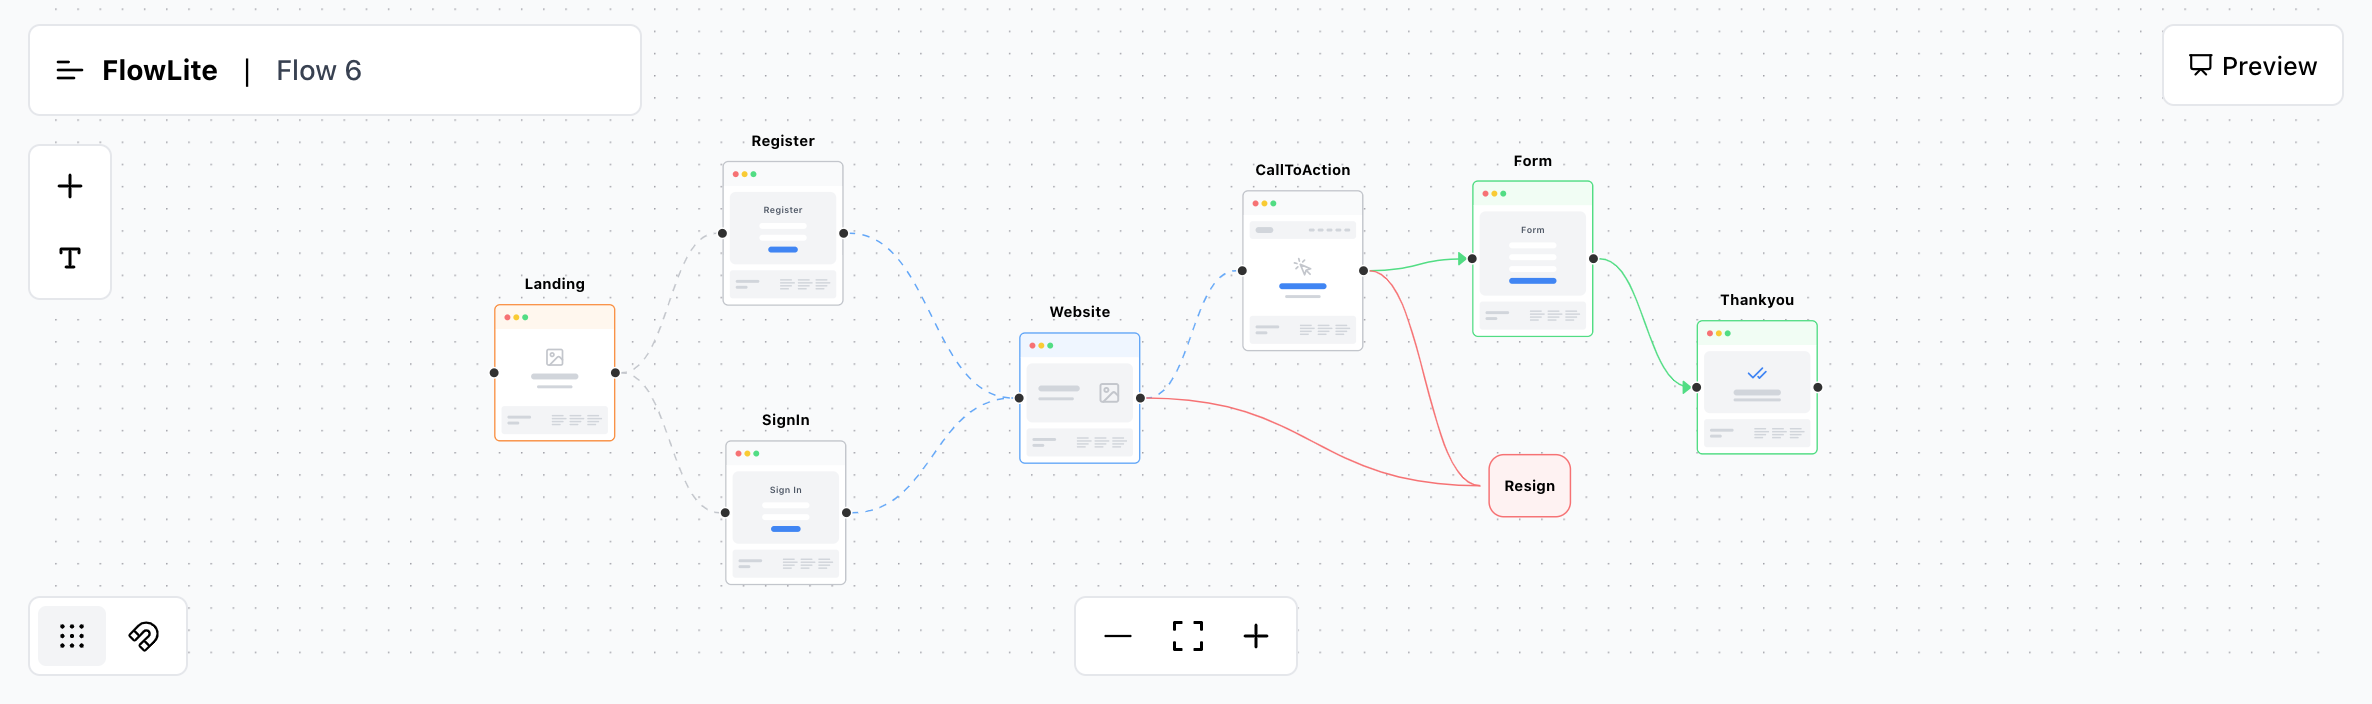 FlowLite | Flow 6
Preview
Register
Register
CallToAction
Form
Form
Landing
Website
Thankyou
SignIn
Sign In
Resign